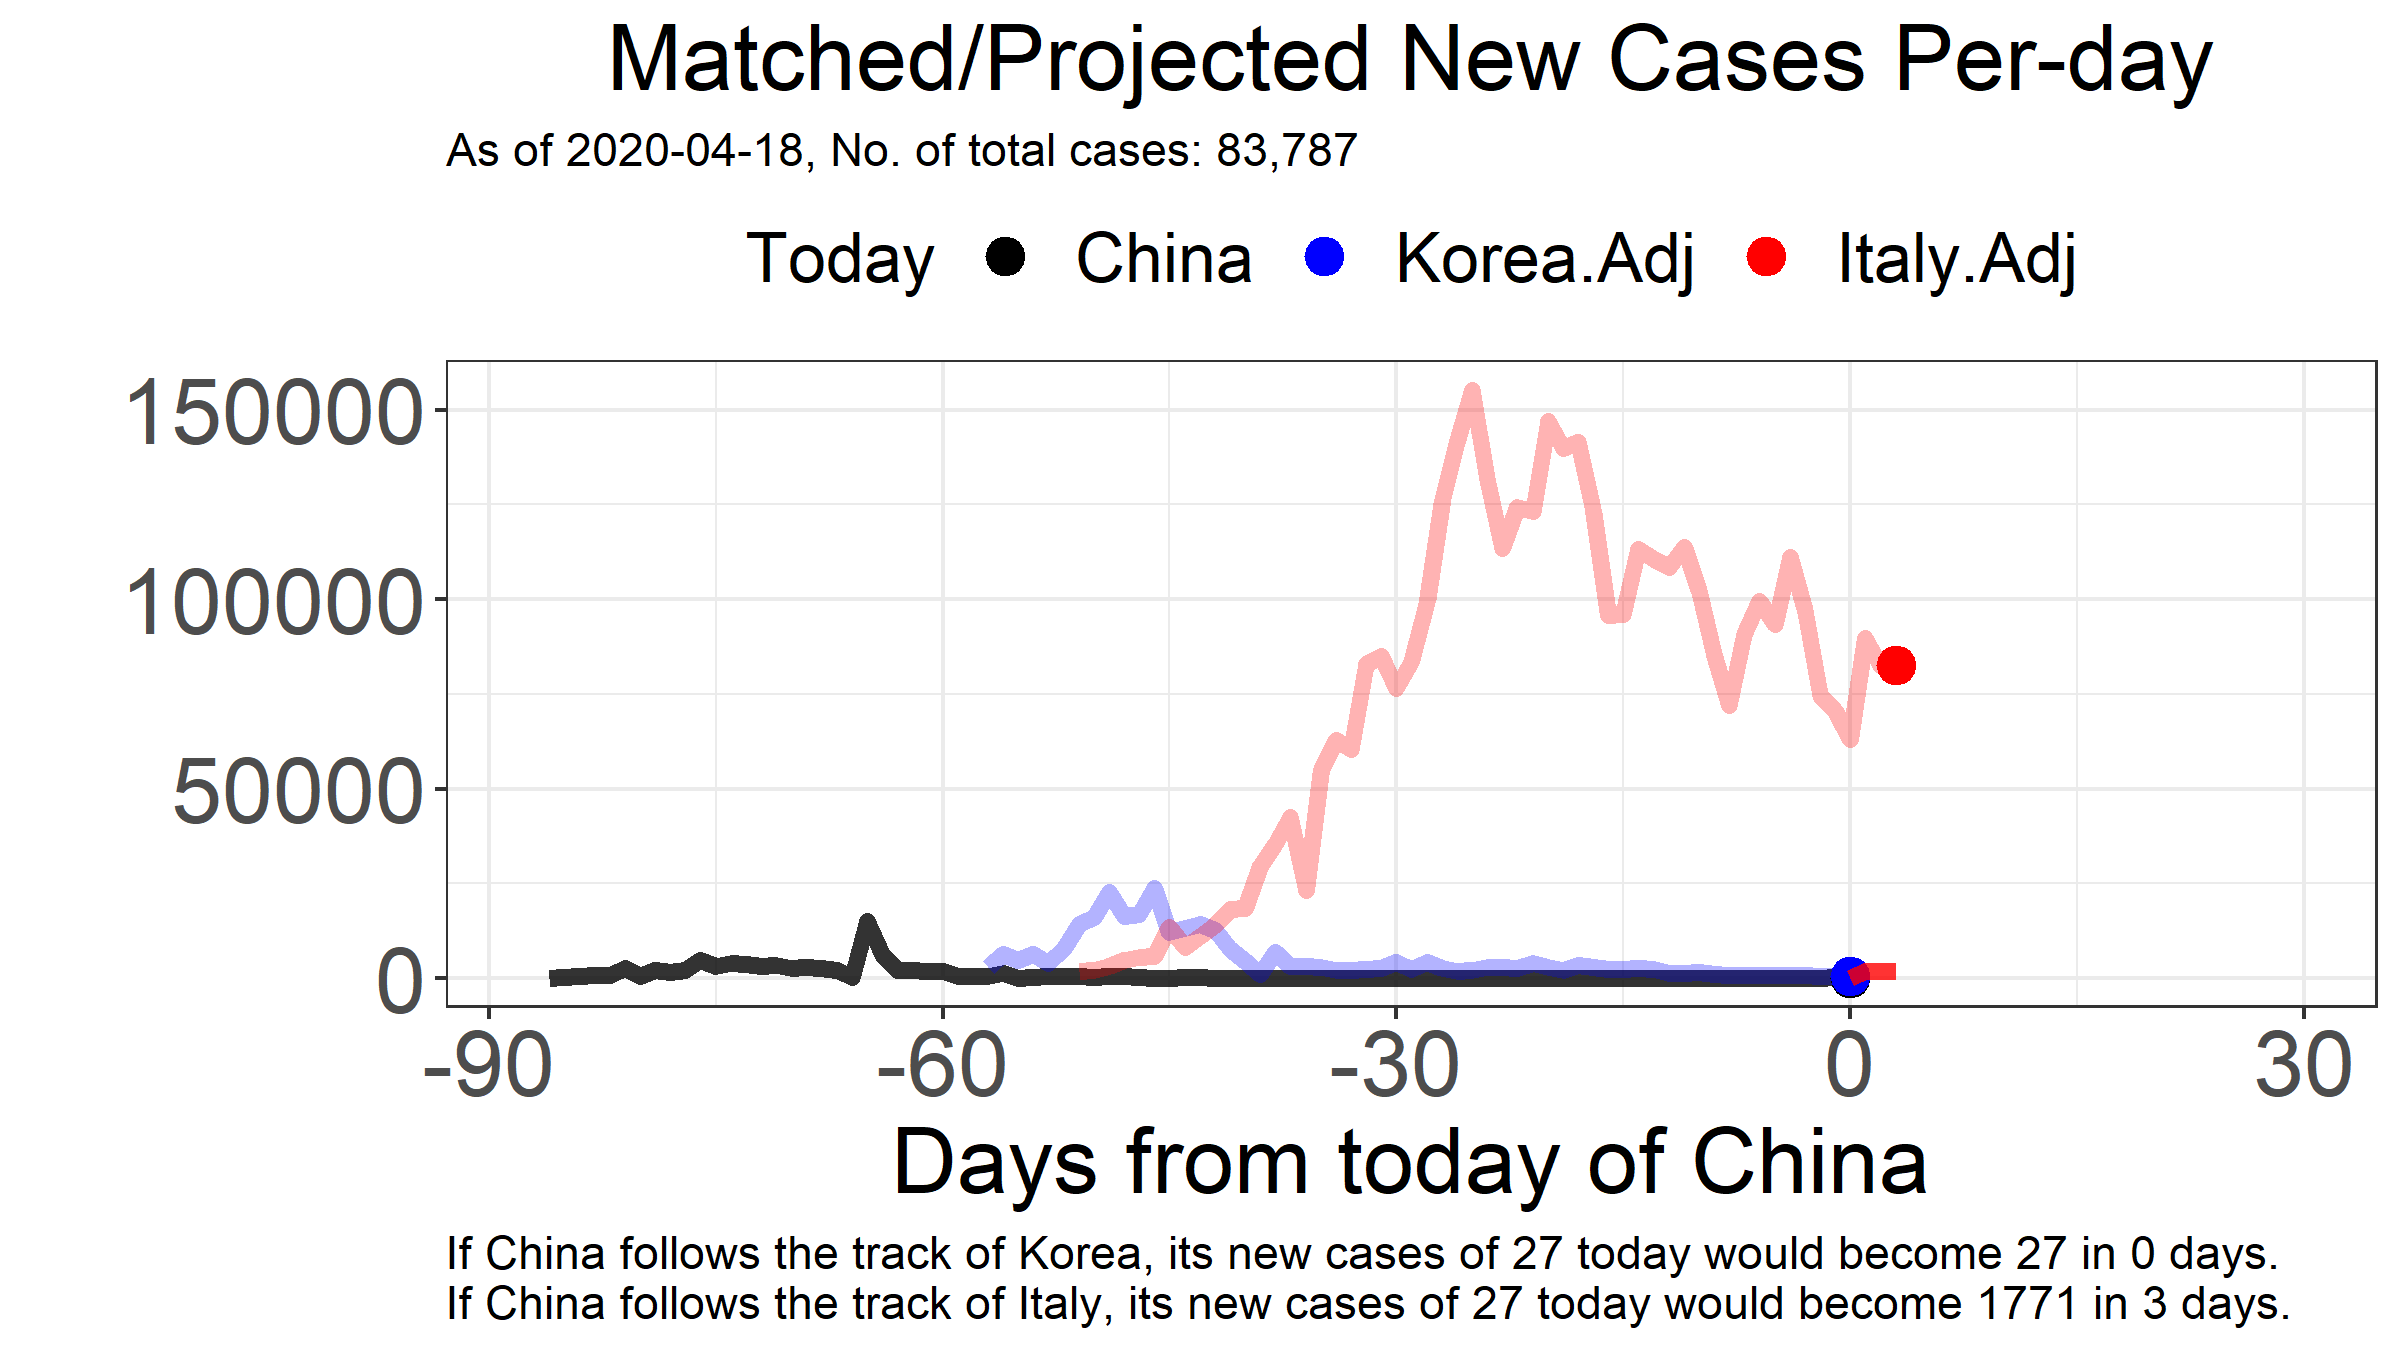 Matched/Projected New Cases Per-day
As of 2020-04-18, No. of total cases: 83,787
Today China Korea.Adj Italy.Adj
150000
100000
50000
0
-90 -60 -30 0 30
Days from today of China
If China follows the track of Korea, its new cases of 27 today would become 27 in 0 days.
If China follows the track of Italy, its new cases of 27 today would become 1771 in 3 days.